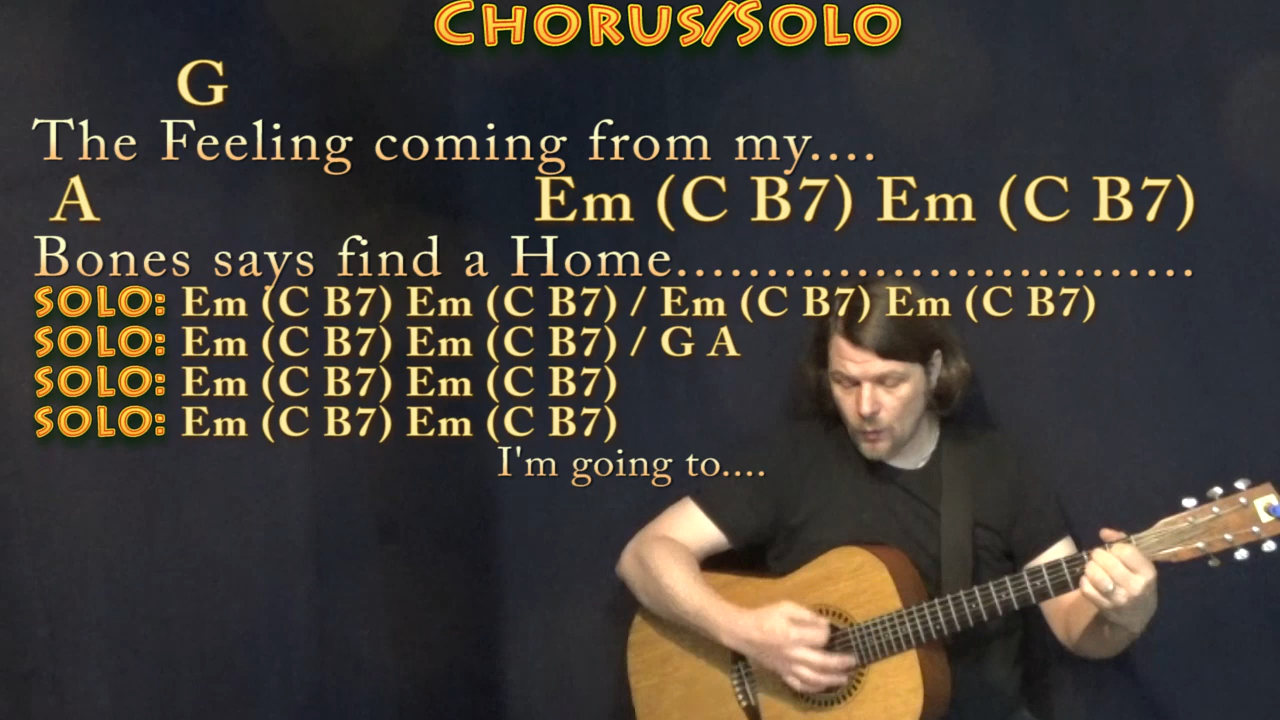 CHORUS/SOLO
G
The Feeling coming from my....
A Em (C B7) Em (C B7)
Bones says find a Home.............................
SOLO: Em (C B7) Em (C B7) / Em (C B7) Em (C B7)
SOLO: Em (C B7) Em (C B7) / G A
SOLO: Em (C B7) Em (C B7)
SOLO: Em (C B7) Em (C B7)
I'm going to....